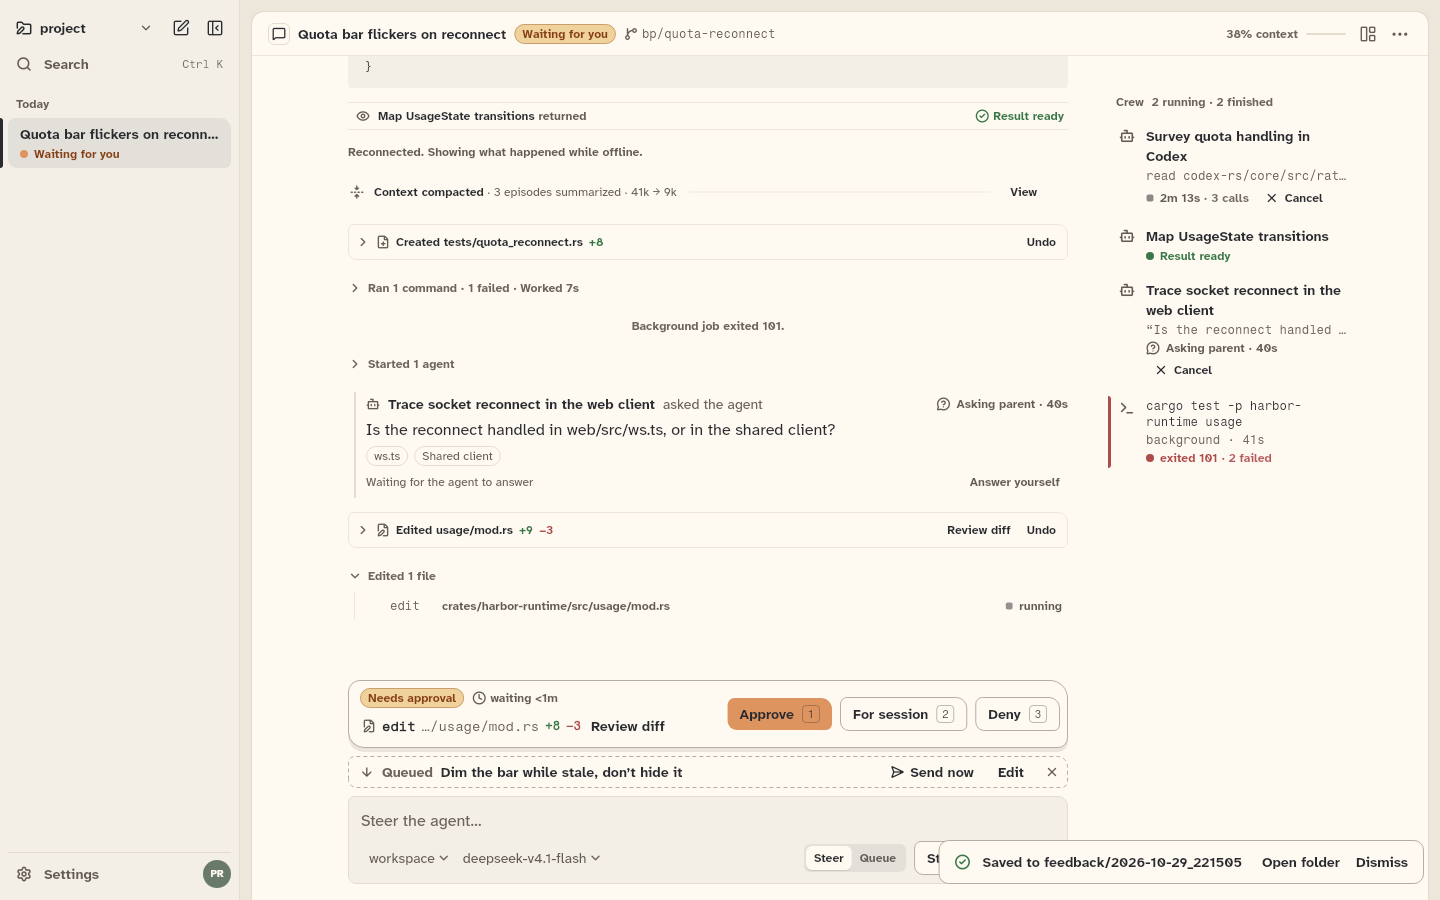 project
Search Ctrl K
Today
Quota bar flickers on reconn...
Waiting for you
Settings PR
Quota bar flickers on reconnect Waiting for you bp/quota-reconnect 38% context
}
Map UsageState transitions returned Result ready
Reconnected. Showing what happened while offline.
Context compacted · 3 episodes summarized · 41k → 9k View
Created tests/quota_reconnect.rs +8 Undo
Ran 1 command · 1 failed · Worked 7s
Background job exited 101.
Started 1 agent
Trace socket reconnect in the web client asked the agent Asking parent · 40s
Is the reconnect handled in web/src/ws.ts, or in the shared client?
ws.ts Shared client
Waiting for the agent to answer Answer yourself
Edited usage/mod.rs +9 −3 Review diff Undo
Edited 1 file
edit crates/harbor-runtime/src/usage/mod.rs running
Needs approval waiting <1m
edit …/usage/mod.rs +8 −3 Review diff
Approve 1 For session 2 Deny 3
Queued Dim the bar while stale, don't hide it Send now Edit
Steer the agent…
workspace deepseek-v4.1-flash Steer Queue
Crew 2 running · 2 finished
Survey quota handling in
Codex
read codex-rs/core/src/rat…
2m 13s · 3 calls Cancel
Map UsageState transitions
Result ready
Trace socket reconnect in the
web client
“Is the reconnect handled …
Asking parent · 40s
Cancel
cargo test -p harbor-
runtime usage
background · 41s
exited 101 · 2 failed
Saved to feedback/2026-10-29_221505 Open folder Dismiss